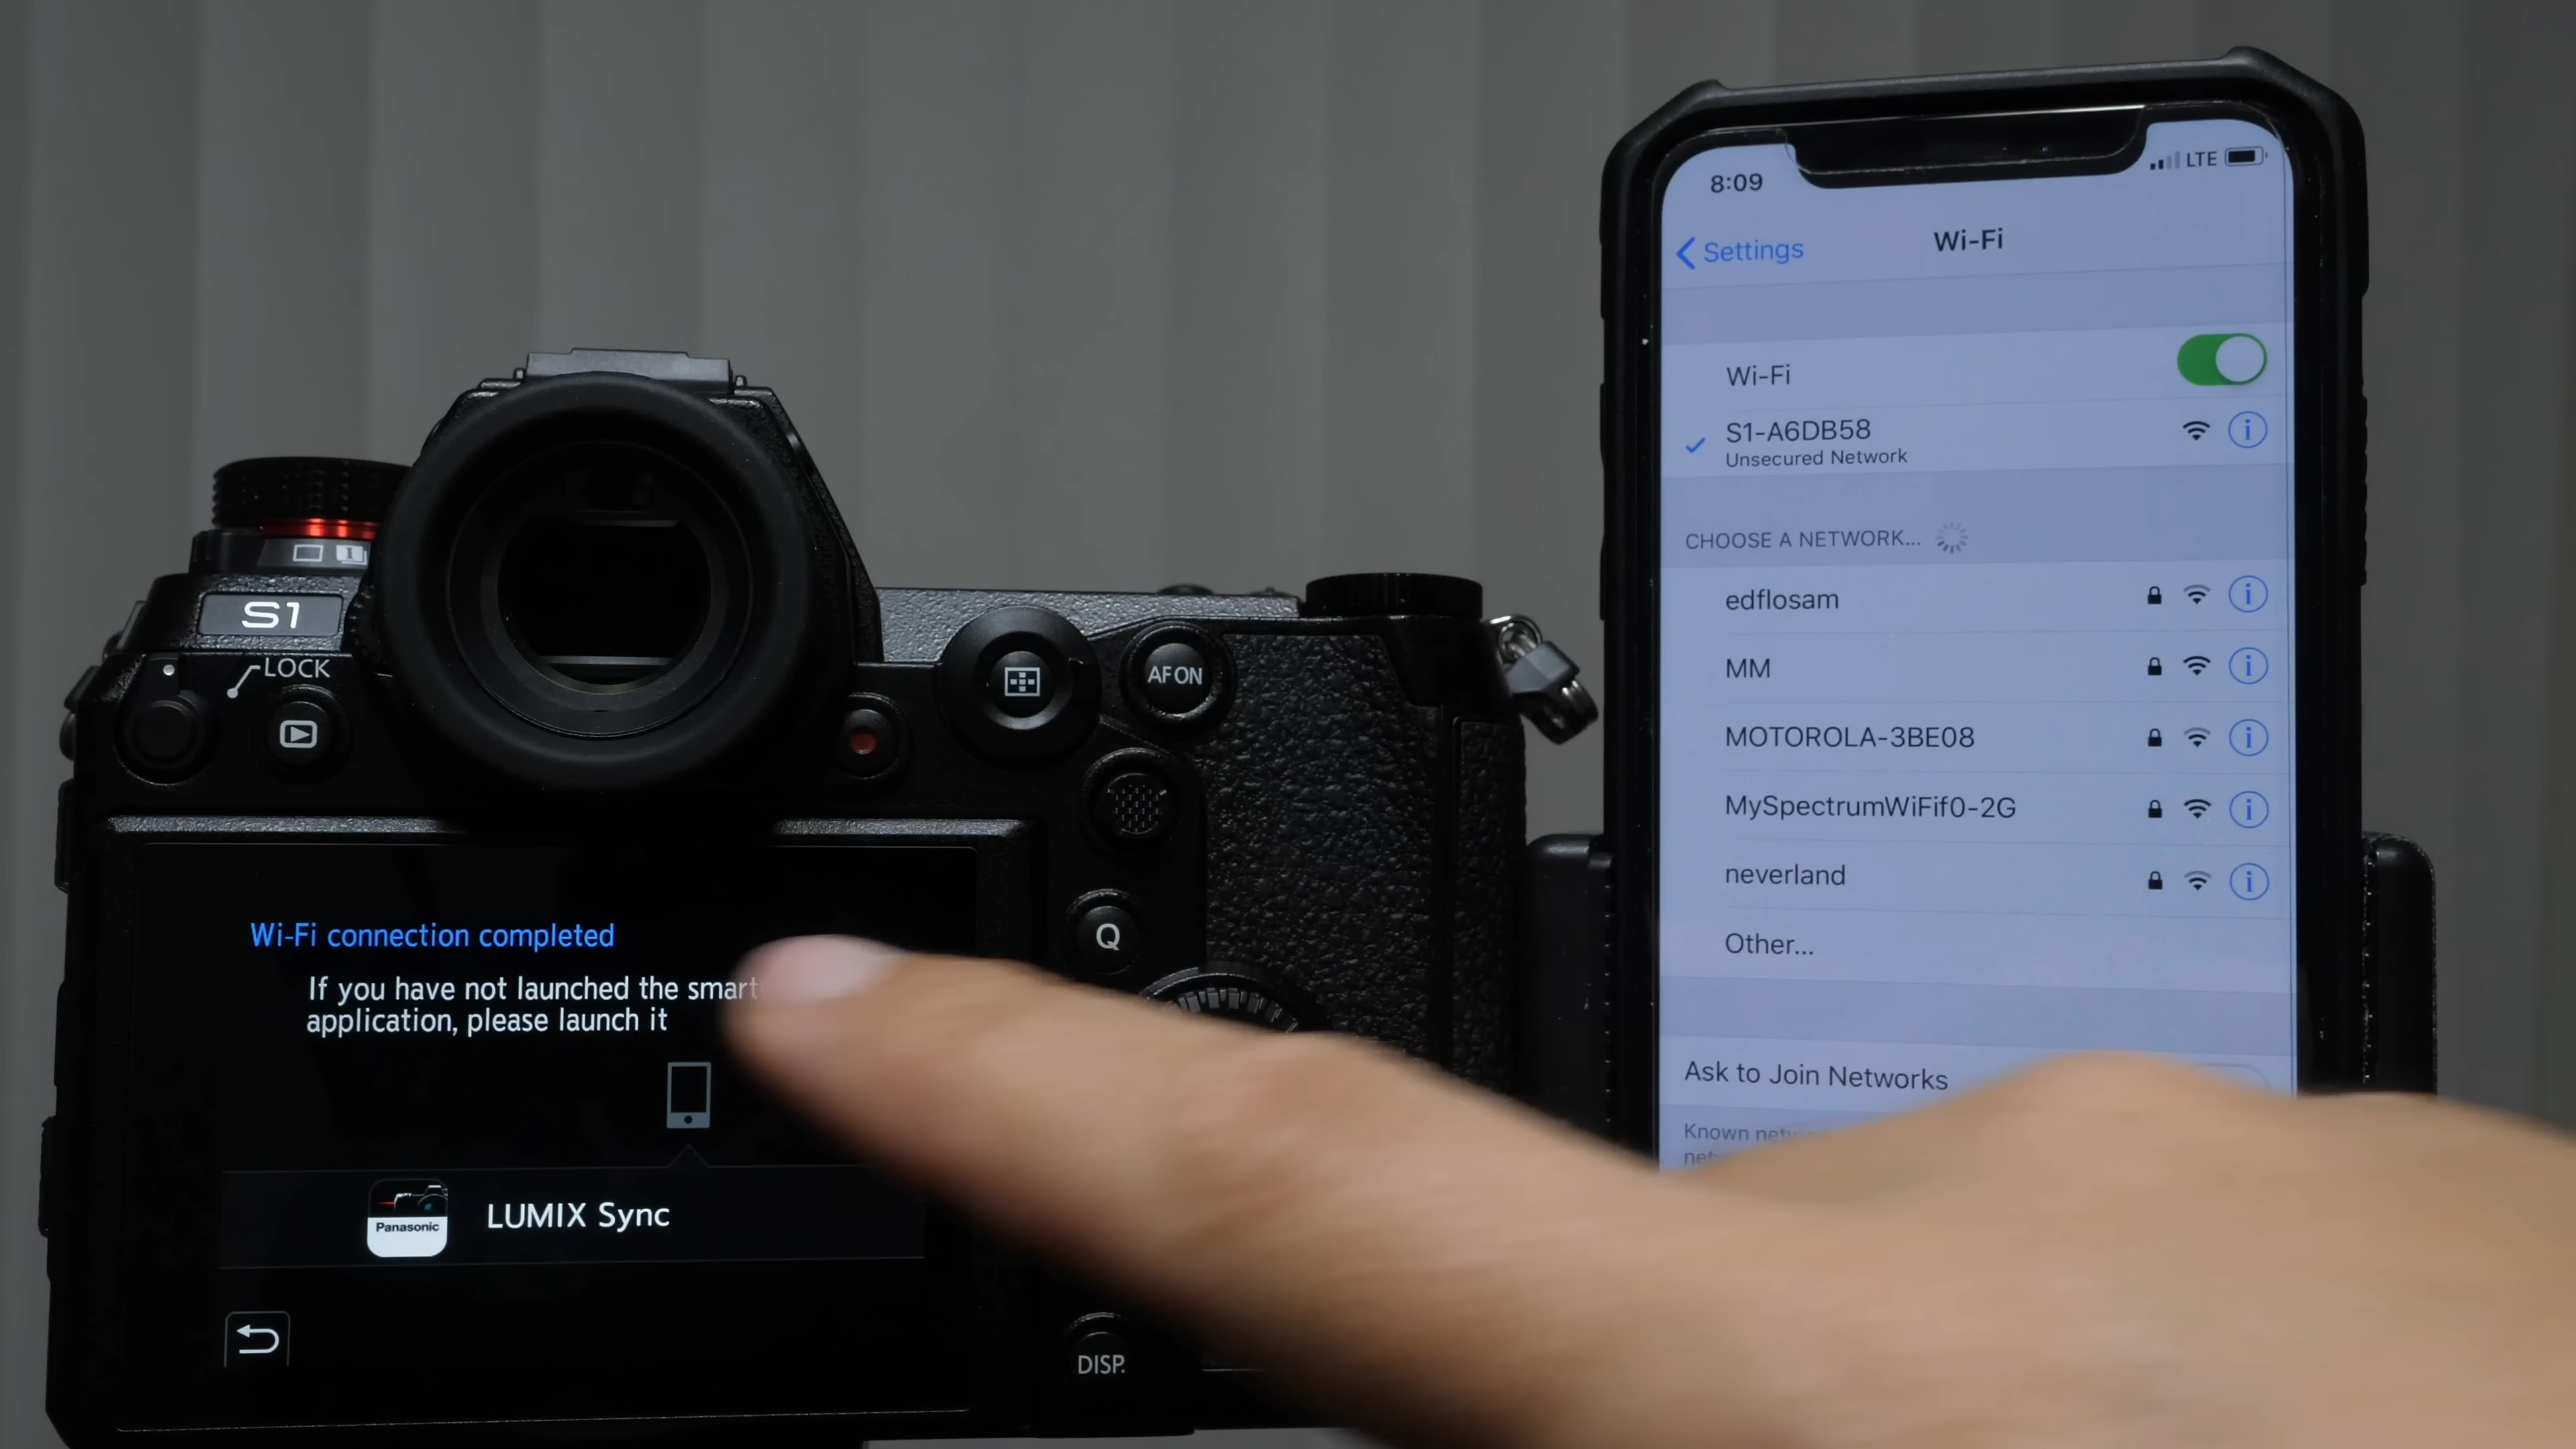 S1
LOCK
AF ON
Q
DISP.
Wi-Fi connection completed
If you have not launched the smart
application, please launch it
Panasonic
LUMIX Sync
8:09
LTE
Settings
Wi-Fi
Wi-Fi
S1-A6DB58
Unsecured Network
CHOOSE A NETWORK...
edflosam
MM
MOTOROLA-3BE08
MySpectrumWiFif0-2G
neverland
Other...
Ask to Join Networks
Known